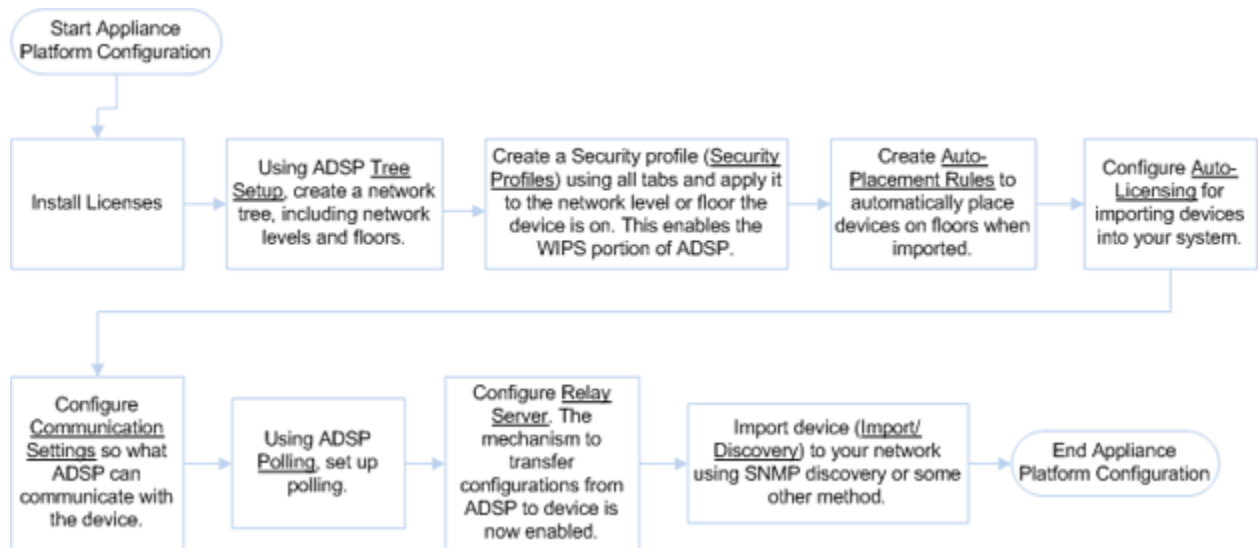 Start Appliance
Platform Configuration
Install Licenses
Using ADSP Tree
Setup, create a network
tree, including network
levels and floors.
Create a Security profile (Security
Profiles) using all tabs and apply it
to the network level or floor the
device is on. This enables the
WIPS portion of ADSP.
Create Auto-
Placement Rules to
automatically place
devices on floors when
imported.
Configure Auto-
Licensing for
importing devices
into your system.
Configure
Communication
Settings so what
ADSP can
communicate with
the device.
Using ADSP
Polling, set up
polling.
Configure Relay
Server. The
mechanism to
transfer
configurations from
ADSP to device is
now enabled.
Import device (Import/
Discovery) to your network
using SNMP discovery or some
other method.
End Appliance
Platform Configuration